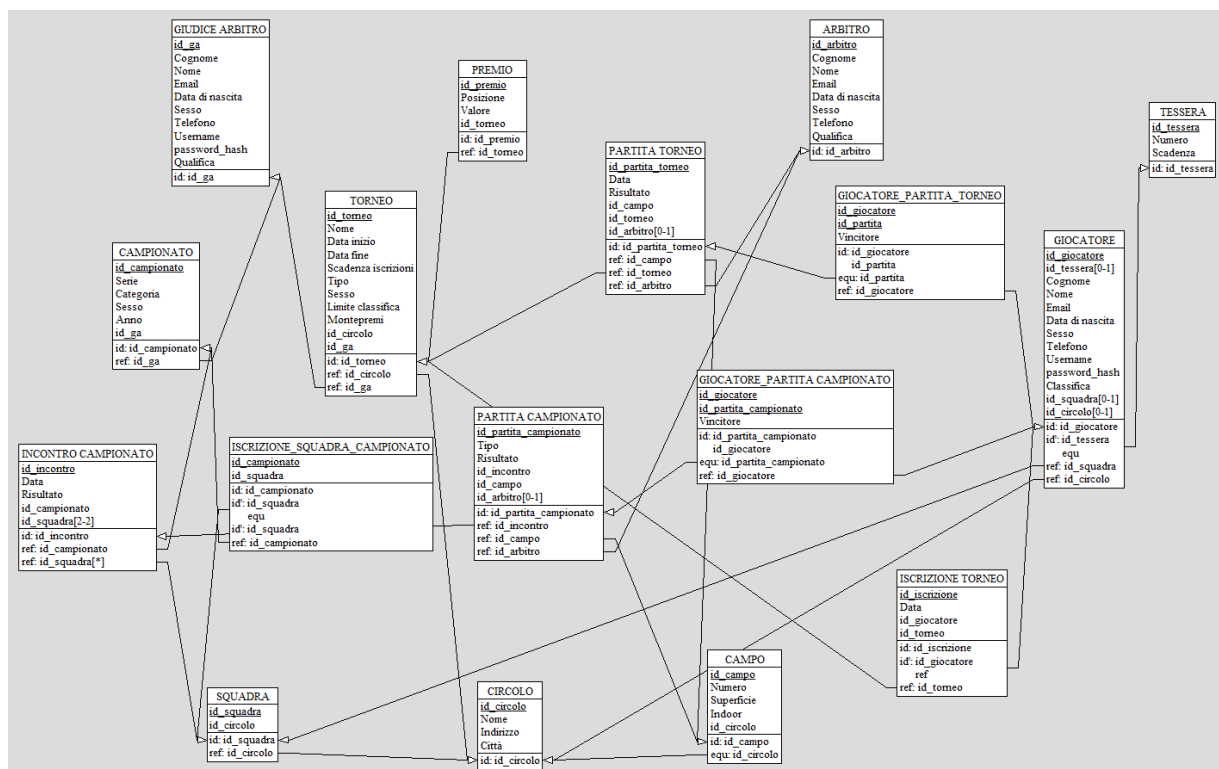 GIUDICE ARBITRO
id_ga
Cognome
Nome
Email
Data di nascita
Sesso
Telefono
Username
password_hash
Qualifica
id: id_ga
PREMIO
id_premio
Posizione
Valore
id_torneo
id: id_premio
ref: id_torneo
ARBITRO
id_arbitro
Cognome
Nome
Email
Data di nascita
Sesso
Telefono
Qualifica
id: id_arbitro
TESSERA
id_tessera
Numero
Scadenza
id: id_tessera
PARTITA TORNEO
id_partita_torneo
Data
Risultato
id_campo
id_torneo
id_arbitro[0-1]
id: id_partita_torneo
ref: id_campo
ref: id_torneo
ref: id_arbitro
GIOCATORE_PARTITA_TORNEO
id_giocatore
id_partita
Vincitore
id: id_giocatore
id_partita
equ: id_partita
ref: id_giocatore
TORNEO
id_torneo
Nome
Data inizio
Data fine
Scadenza iscrizioni
Tipo
Sesso
Limite classifica
Montepremi
id_circolo
id_ga
id: id_torneo
ref: id_circolo
ref: id_ga
CAMPIONATO
id_campionato
Serie
Categoria
Sesso
Anno
id_ga
id: id_campionato
ref: id_ga
GIOCATORE
id_giocatore
id_tessera[0-1]
Cognome
Nome
Email
Data di nascita
Sesso
Telefono
Username
password_hash
Classifica
id_squadra[0-1]
id_circolo[0-1]
id: id_giocatore
id': id_tessera
equ
ref: id_squadra
ref: id_circolo
GIOCATORE_PARTITA CAMPIONATO
id_giocatore
id_partita_campionato
Vincitore
id: id_partita_campionato
id_giocatore
equ: id_partita_campionato
ref: id_giocatore
PARTITA CAMPIONATO
id_partita_campionato
Tipo
Risultato
id_incontro
id_campo
id_arbitro[0-1]
id: id_partita_campionato
ref: id_incontro
ref: id_campo
ref: id_arbitro
ISCRIZIONE_SQUADRA_CAMPIONATO
id_campionato
id_squadra
id: id_campionato
id': id_squadra
equ
id': id_squadra
ref: id_campionato
INCONTRO CAMPIONATO
id_incontro
Data
Risultato
id_campionato
id_squadra[2-2]
id: id_incontro
ref: id_campionato
ref: id_squadra[*]
ISCRIZIONE TORNEO
id_iscrizione
Data
id_giocatore
id_torneo
id: id_iscrizione
id': id_giocatore
ref
ref: id_torneo
SQUADRA
id_squadra
id_circolo
id: id_squadra
ref: id_circolo
CIRCOLO
id_circolo
Nome
Indirizzo
Città
id: id_circolo
CAMPO
id_campo
Numero
Superficie
Indoor
id_circolo
id: id_campo
equ: id_circolo